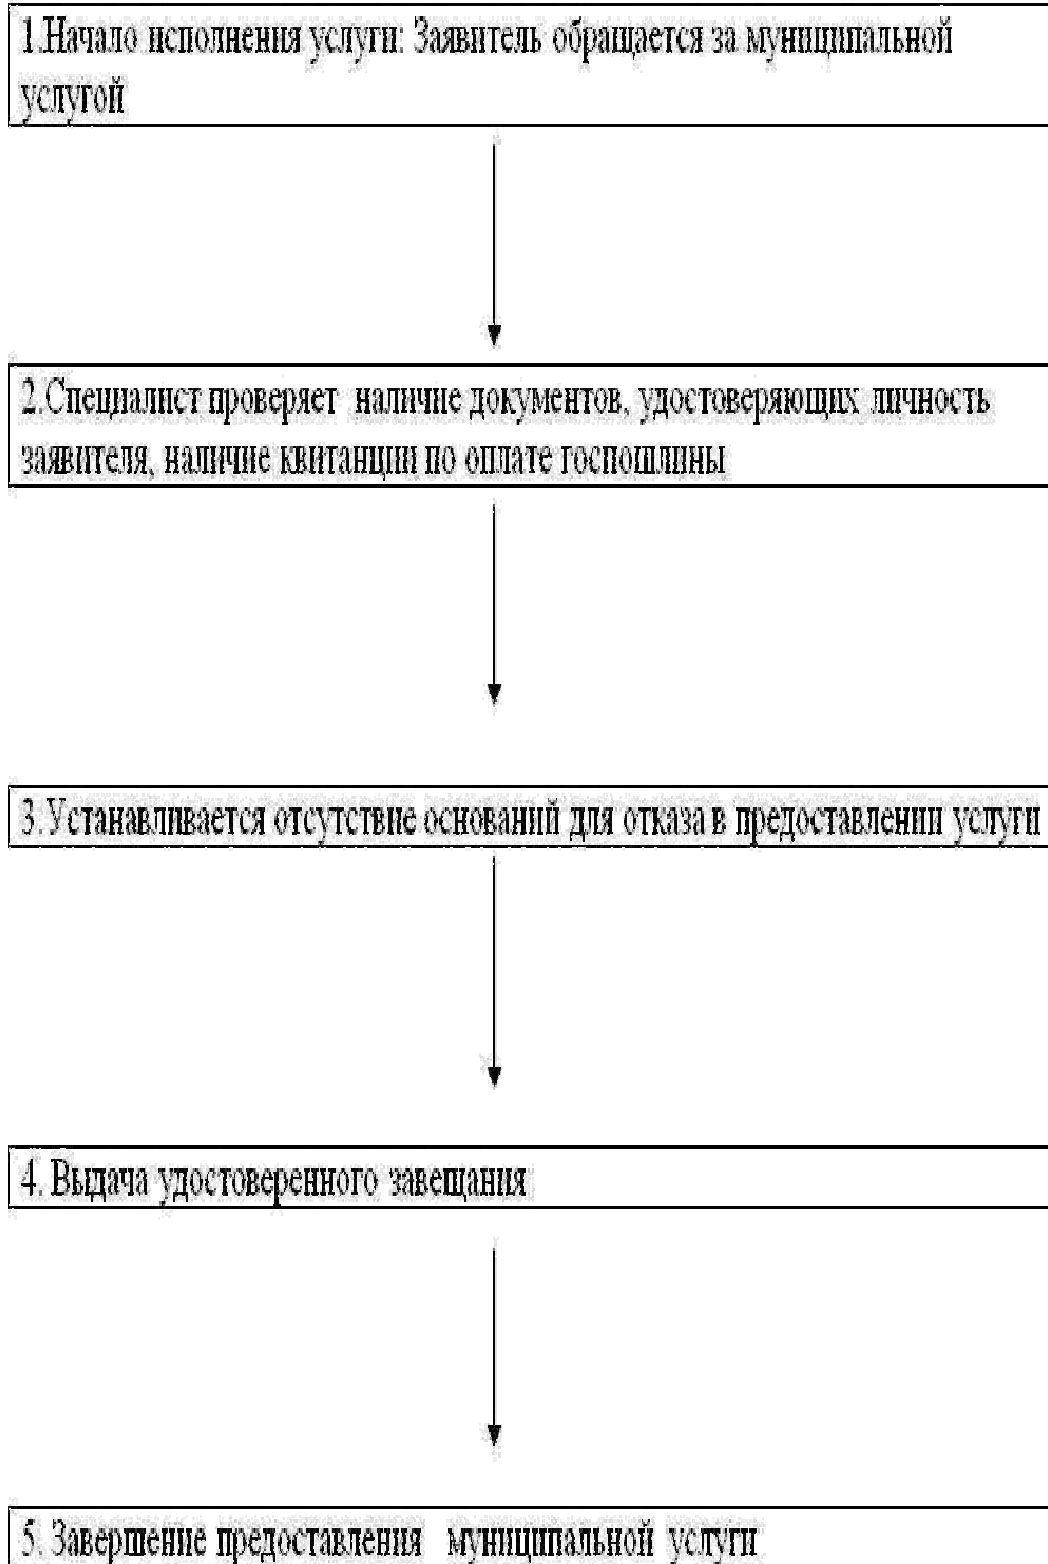 1.Начало исполнения услуги: Заявитель обращается за муниципальной
услугой
2.Специалист проверяет наличие документов, удостоверяющих личность
заявителя, наличие квитанции по оплате госпошлины
3.Устанавливается отсутствие оснований для отказа в предоставлении услуги
4. Выдача удостоверенного завещания
5. Завершение предоставления муниципальной услуги